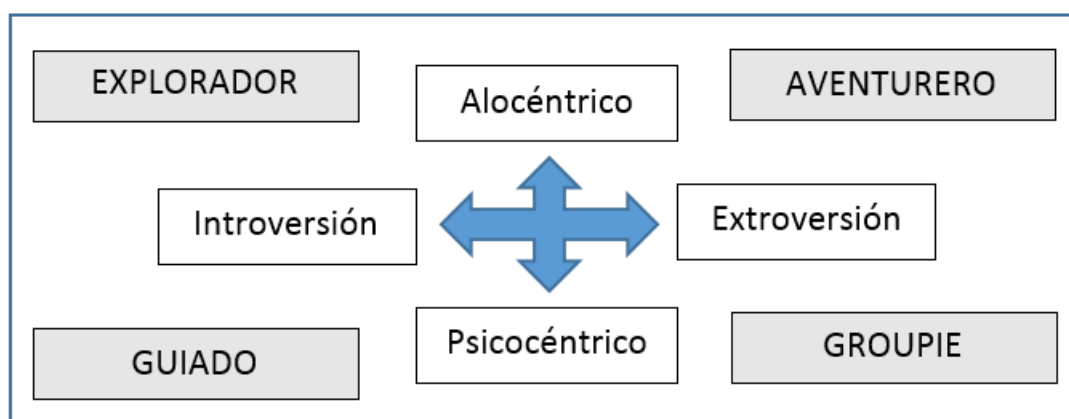 EXPLORADOR
Alocéntrico
AVENTURERO
Introversión
Extroversión
GUIADO
Psicocéntrico
GROUPIE